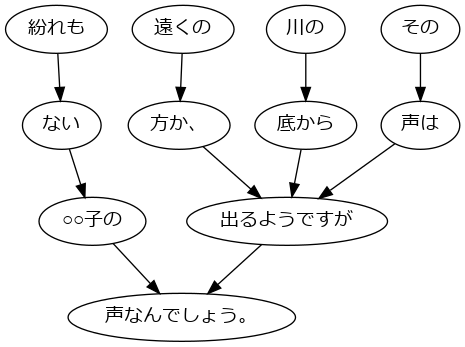 紛れも 遠くの 川の その
ない 方か、 底から 声は
○○子の 出るようですが
声なんでしょう。